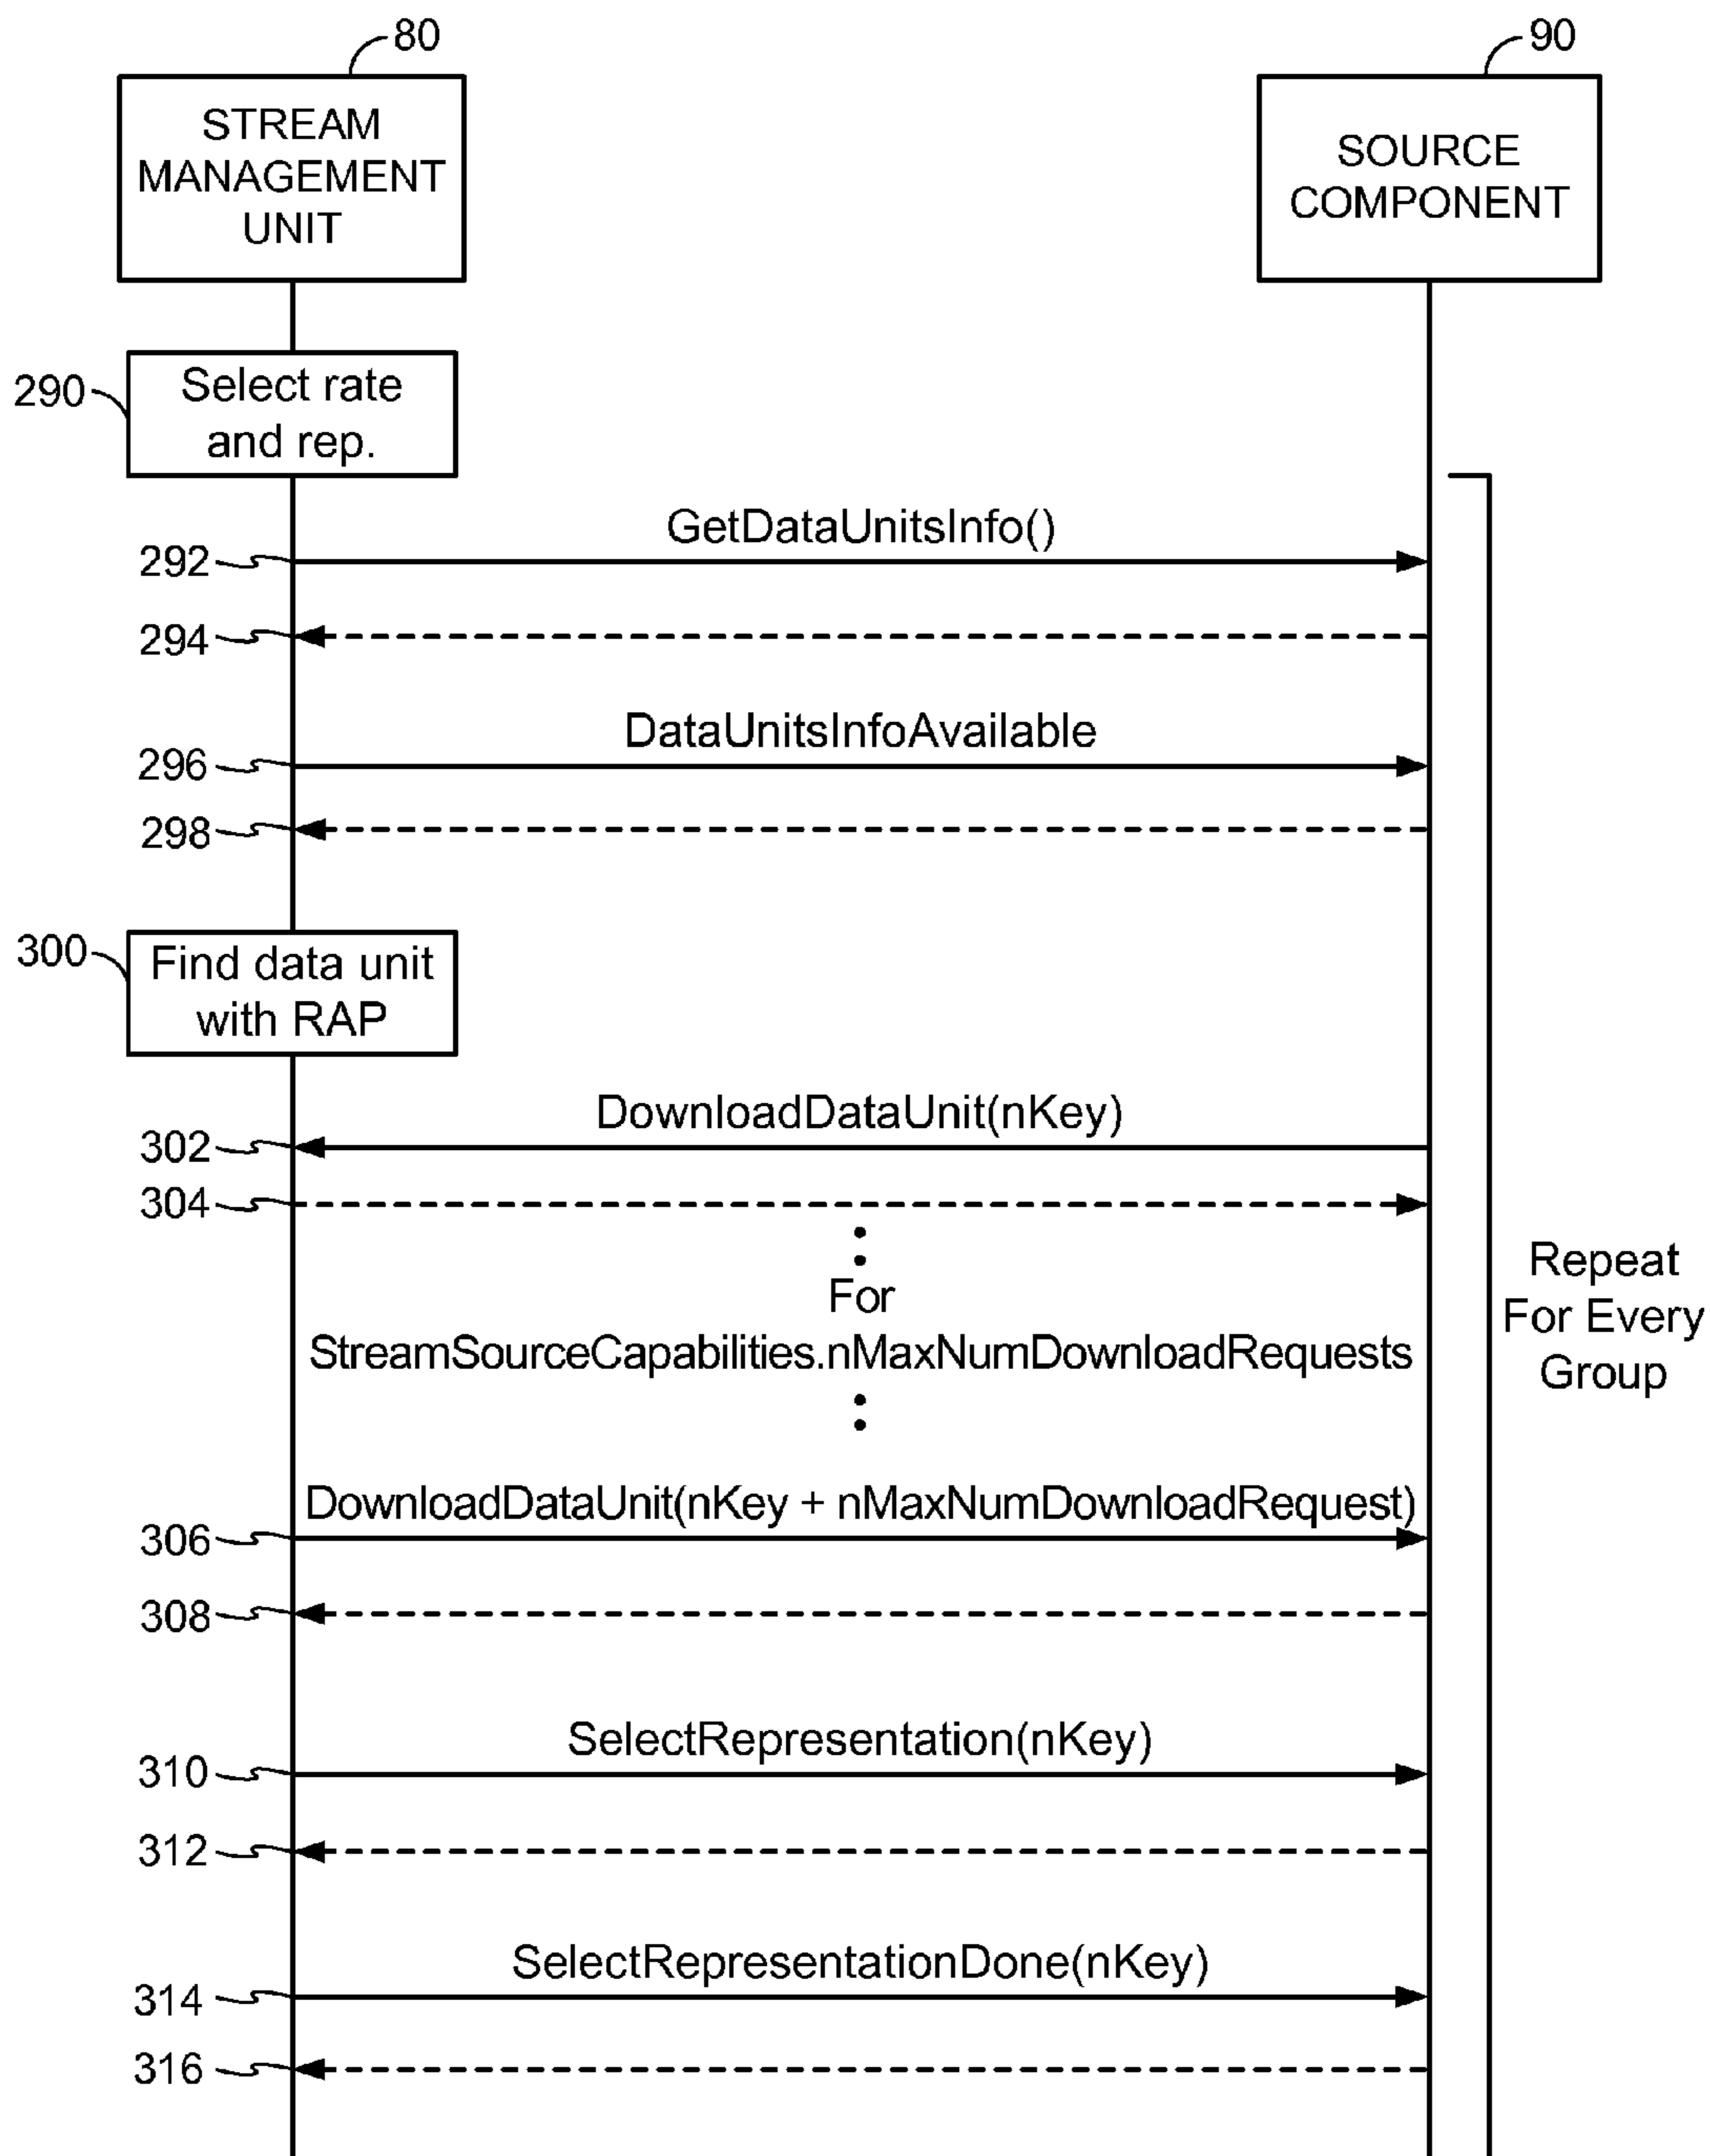 80
90
STREAM
MANAGEMENT
UNIT
SOURCE
COMPONENT
290
Select rate
and rep.
GetDataUnitsInfo()
292
294
DataUnitsInfoAvailable
296
298
300
Find data unit
with RAP
DownloadDataUnit(nKey)
302
304
For
StreamSourceCapabilities.nMaxNumDownloadRequests
Repeat
For Every
Group
DownloadDataUnit(nKey + nMaxNumDownloadRequest)
306
308
SelectRepresentation(nKey)
310
312
SelectRepresentationDone(nKey)
314
316